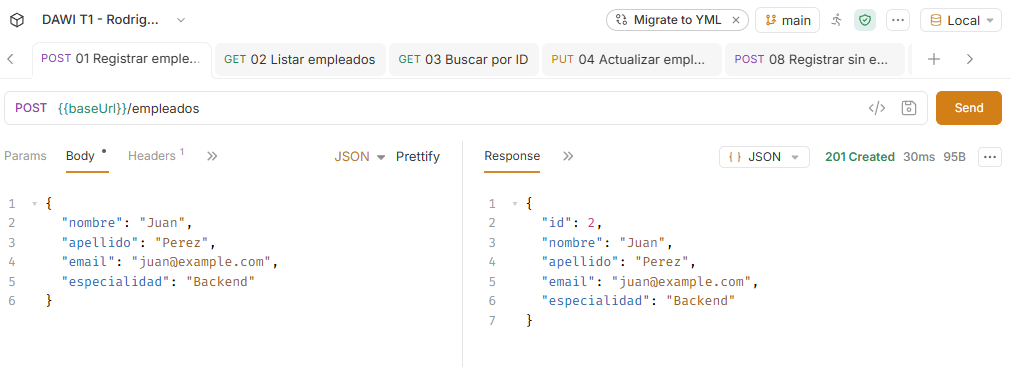 DAWI T1 - Rodrig...
Migrate to YML
main
Local
POST 01 Registrar emple...
GET 02 Listar empleados
GET 03 Buscar por ID
PUT 04 Actualizar empl...
POST 08 Registrar sin e...
POST {{baseUrl}}/empleados
Send
Params
Body
Headers 1
JSON
Prettify
1 {
2 "nombre": "Juan",
3 "apellido": "Perez",
4 "email": "juan@example.com",
5 "especialidad": "Backend"
6 }
Response
{ } JSON
201 Created 30ms 95B
1 {
2 "id": 2,
3 "nombre": "Juan",
4 "apellido": "Perez",
5 "email": "juan@example.com",
6 "especialidad": "Backend"
7 }